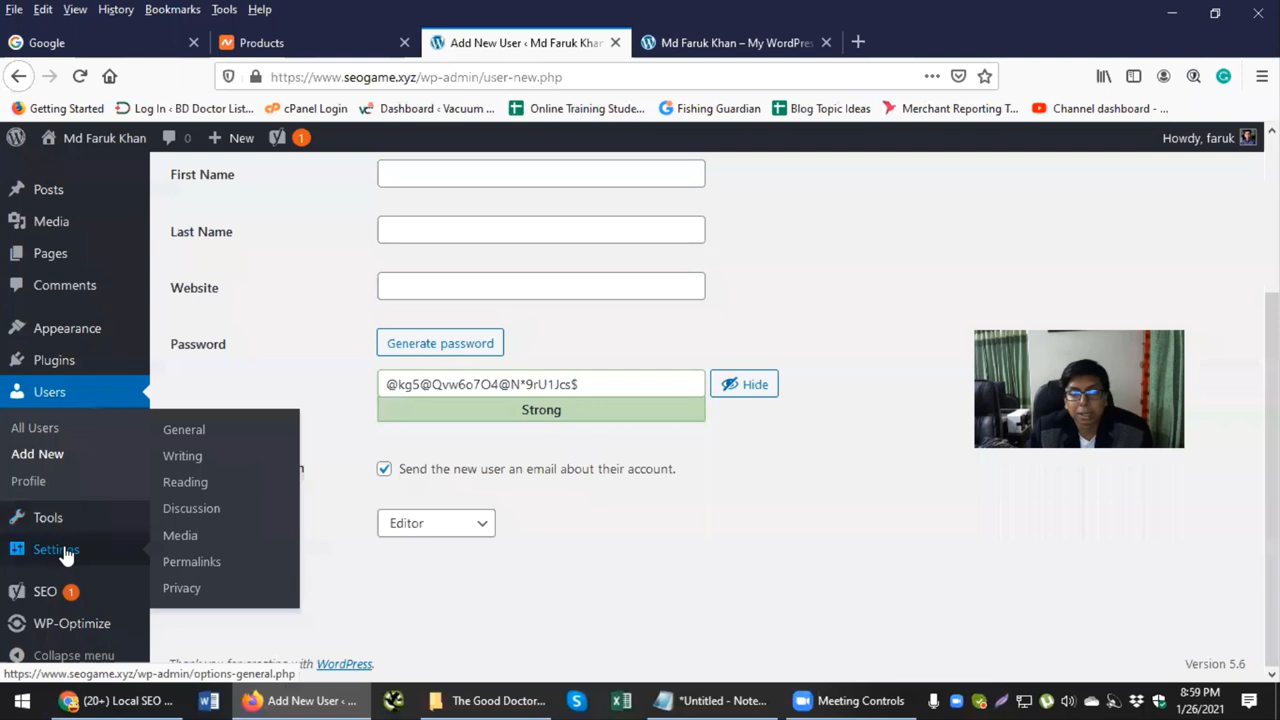 File Edit View History Bookmarks Tools Help
Google
Products
Add New User ‹ Md Faruk Khan
Md Faruk Khan – My WordPres
https://www.seogame.xyz/wp-admin/user-new.php
Getting Started
Log In ‹ BD Doctor List...
cPanel Login
Dashboard ‹ Vacuum ...
Online Training Stude...
Fishing Guardian
Blog Topic Ideas
Merchant Reporting T...
Channel dashboard - ...
Md Faruk Khan
0
New
1
Howdy, faruk
Posts
Media
Pages
Comments
Appearance
Plugins
Users
All Users
Add New
Profile
Tools
Settings
SEO 1
WP-Optimize
Collapse menu
General
Writing
Reading
Discussion
Media
Permalinks
Privacy
First Name
Last Name
Website
Password
Generate password
@kg5@Qvw6o7O4@N*9rU1Jcs$
Hide
Strong
Send the new user an email about their account.
Editor
WordPress.
Version 5.6
https://www.seogame.xyz/wp-admin/options-general.php
(20+) Local SEO ...
Add New User ‹ ...
The Good Doctor...
*Untitled - Note...
Meeting Controls
8:59 PM
1/26/2021